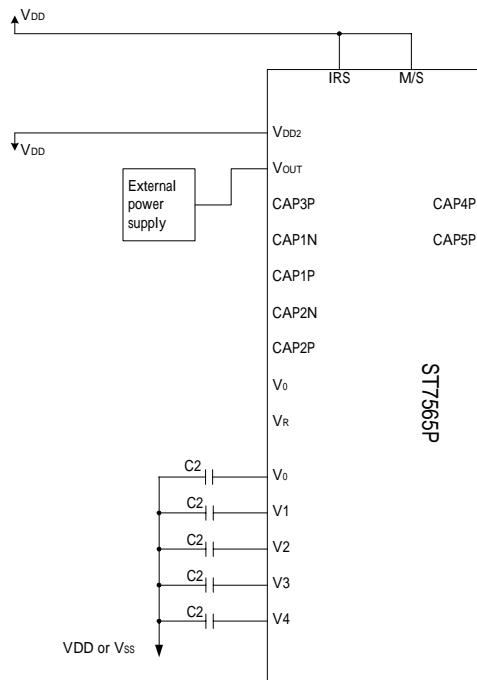 VDD
IRS M/S
VDD2
VDD
VOUT
External
power
supply
CAP3P CAP4P
CAP1N CAP5P
CAP1P
CAP2N
CAP2P
V0
VR
ST7565P
C2 V0
C2 V1
C2 V2
C2 V3
C2 V4
VDD or VSS